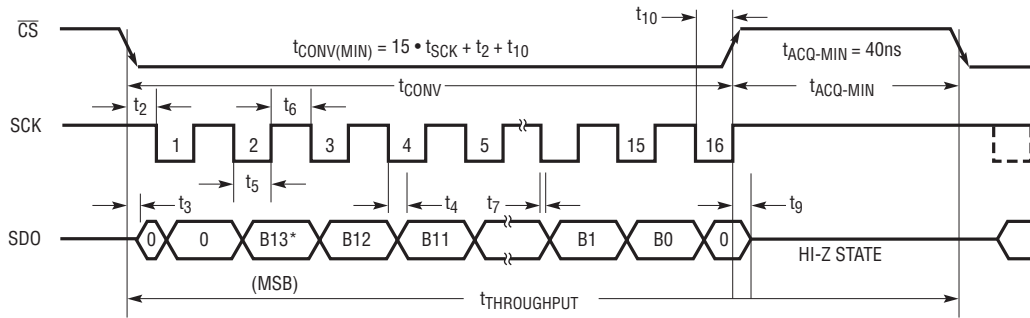 t10
CS
tCONV(MIN) = 15 • tSCK + t2 + t10
tACQ-MIN = 40ns
tCONV
tACQ-MIN
t2
t6
SCK
1
2
3
4
5
15
16
t5
t3
t4
t7
t9
SDO
0
0
B13*
B12
B11
B1
B0
0
HI-Z STATE
(MSB)
tTHROUGHPUT